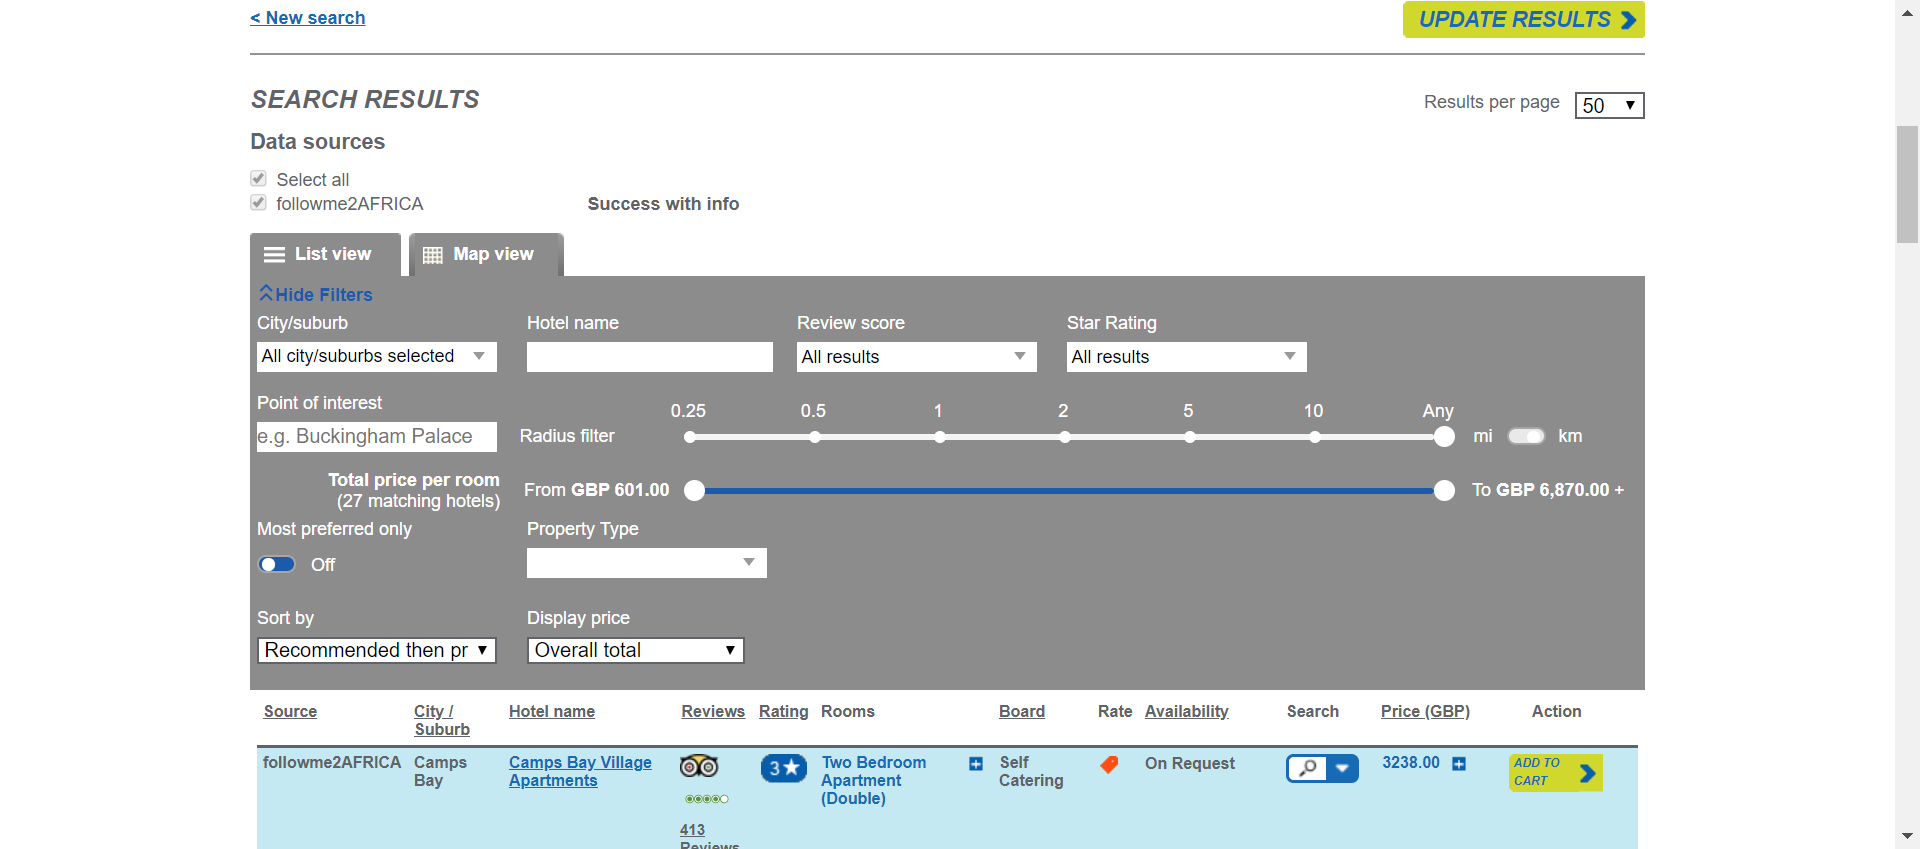 < New search
UPDATE RESULTS
SEARCH RESULTS
Results per page
50
Data sources
Select all
followme2AFRICA
Success with info
List view
Map view
Hide Filters
City/suburb
Hotel name
Review score
Star Rating
All city/suburbs selected
All results
All results
Point of interest
0.25 0.5 1 2 5 10 Any
e.g. Buckingham Palace
Radius filter
mi
km
Total price per room
(27 matching hotels)
From GBP 601.00
To GBP 6,870.00 +
Most preferred only
Property Type
Off
Sort by
Display price
Recommended then pr
Overall total
Source
City /
Suburb
Hotel name
Reviews
Rating
Rooms
Board
Rate
Availability
Search
Price (GBP)
Action
followme2AFRICA
Camps
Bay
Camps Bay Village
Apartments
3
Two Bedroom
Apartment
(Double)
Self
Catering
On Request
3238.00
ADD TO
CART
413
Reviews